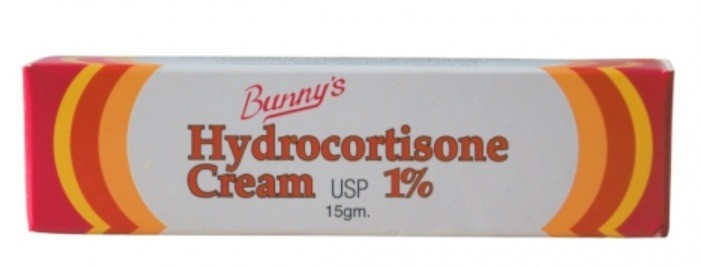 Bunny's
Hydrocortisone
Cream USP 1%
15gm.